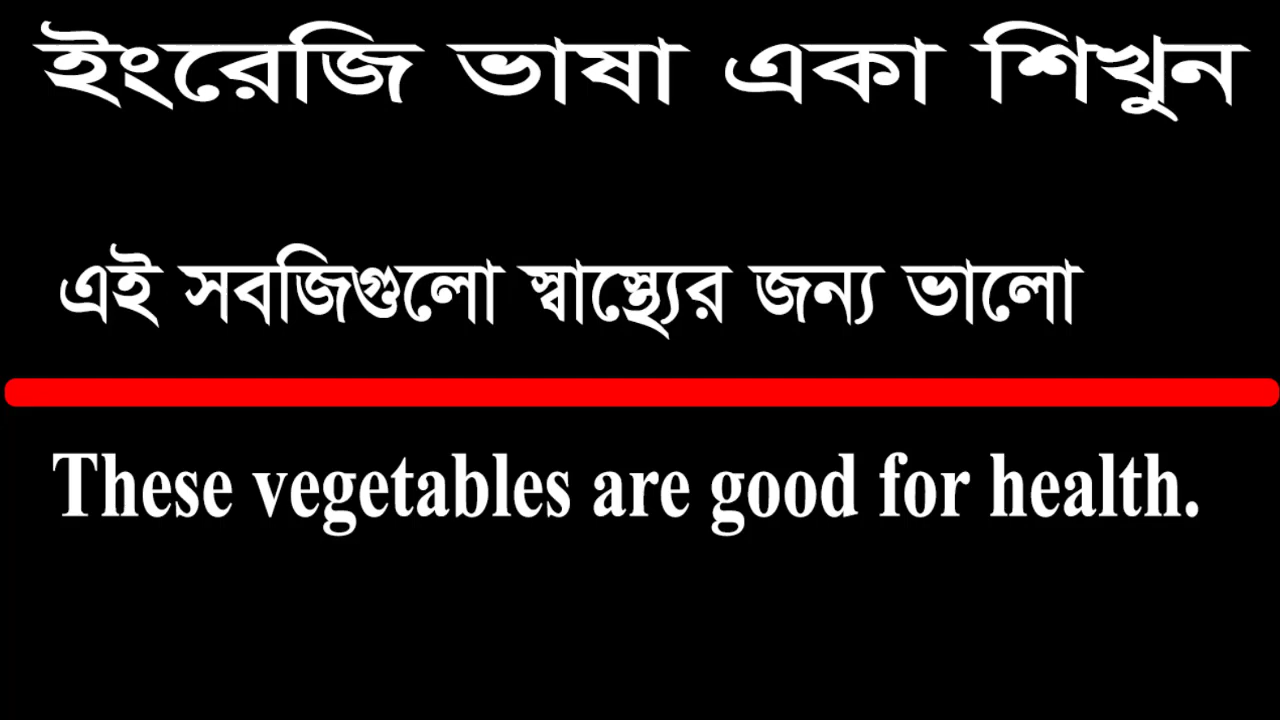 ইংরেজি ভাষা একা শিখুন
এই সবজিগুলো স্বাস্থ্যের জন্য ভালো
These vegetables are good for health.